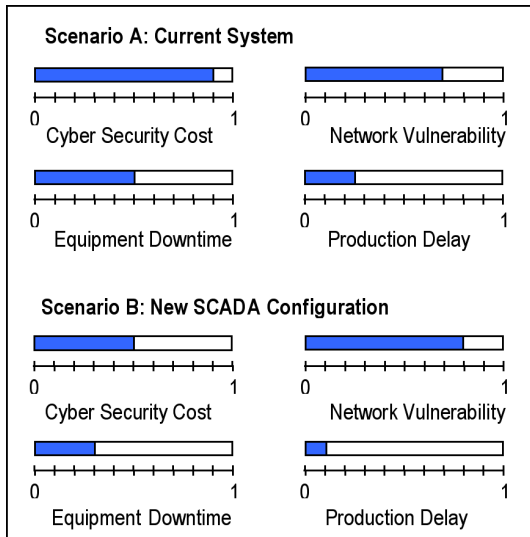 Scenario A: Current System
0 1 0 1
Cyber Security Cost Network Vulnerability
0 1 0 1
Equipment Downtime Production Delay
Scenario B: New SCADA Configuration
0 1 0 1
Cyber Security Cost Network Vulnerability
0 1 0 1
Equipment Downtime Production Delay